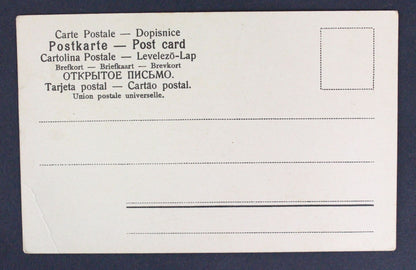 Carte Postale — Dopisnice
Postkarte — Post card
Cartolina Postale — Levelező-Lap
Brefkort — Briefkaart — Brevkort
ОТКРЫТОЕ ПИСЬМО.
Tarjeta postal — Cartão postal.
Union postale universelle.